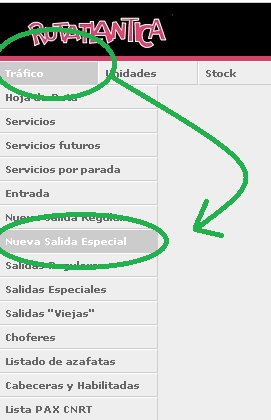 RUTATLANTICA
Tráfico Unidades Stock
Hoja de Ruta
Servicios
Servicios futuros
Servicios por parada
Entrada
Nueva Salida Regular
Nueva Salida Especial
Salidas Regulares
Salidas Especiales
Salidas "Viejas"
Choferes
Listado de azafatas
Cabeceras y Habilitadas
Lista PAX CNRT